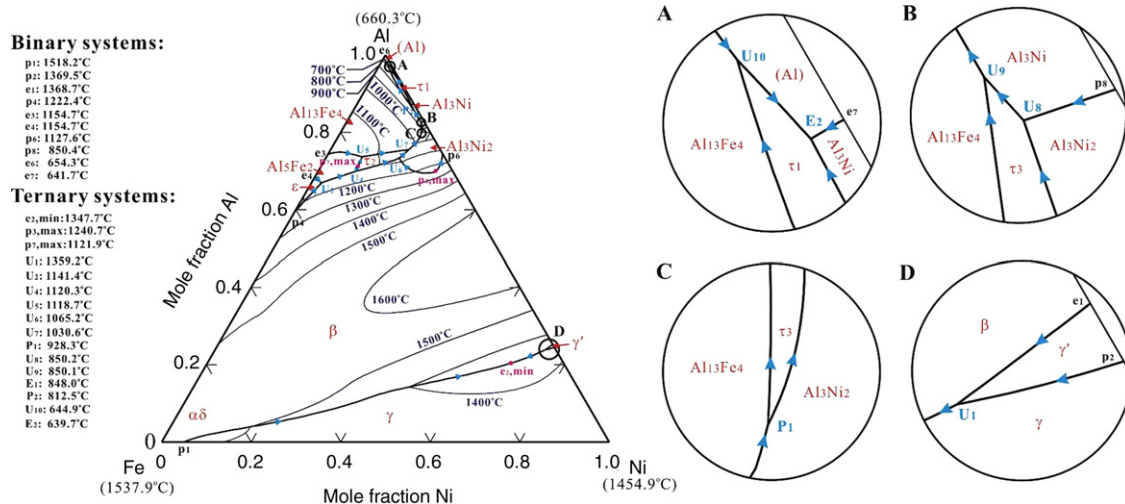 Binary systems:
p₁: 1518.2°C
p₂: 1369.5°C
e₁: 1368.7°C
p₄: 1222.4°C
e₃: 1154.7°C
e₄: 1154.7°C
p₆: 1127.6°C
p₈: 850.4°C
e₆: 654.3°C
e₇: 641.7°C
Ternary systems:
e₂,min:1347.7°C
p₃,max:1240.7°C
p₇,max:1121.9°C
U₁: 1359.2°C
U₂: 1141.4°C
U₄: 1120.3°C
U₅: 1118.7°C
U₆: 1065.2°C
U₇: 1030.6°C
P₁: 928.3°C
U₈: 850.2°C
U₉: 850.1°C
E₁: 848.0°C
P₂: 812.5°C
U₁₀: 644.9°C
E₂: 639.7°C
(660.3°C)
Al
1.0
e₆
(Al)
A
700°C
800°C
900°C
1000°C
τ1
Al3Ni
1100°C
Al13Fe4
B
0.8
C
U₇
Al3Ni2
e₃
U₅
p₇,max
τ2
p₆
Al5Fe2
e₄
U₆
U₄
p₃,max
ε
1200°C
p₄
1300°C
0.6
1400°C
1500°C
Mole fraction Al
0.4
1600°C
β
1500°C
D
γ'
0.2
e₂,min
1400°C
αδ
γ
0
p₁
Fe
0.2
0.4
0.6
0.8
1.0
Ni
(1537.9°C)
Mole fraction Ni
(1454.9°C)
A
U₁₀
(Al)
E₂
e₇
Al13Fe4
Al3Ni
τ1
B
Al3Ni
U₉
p₈
U₈
Al13Fe4
Al3Ni2
τ3
C
τ3
Al13Fe4
Al3Ni2
P₁
D
e₁
β
γ'
p₂
U₁
γ